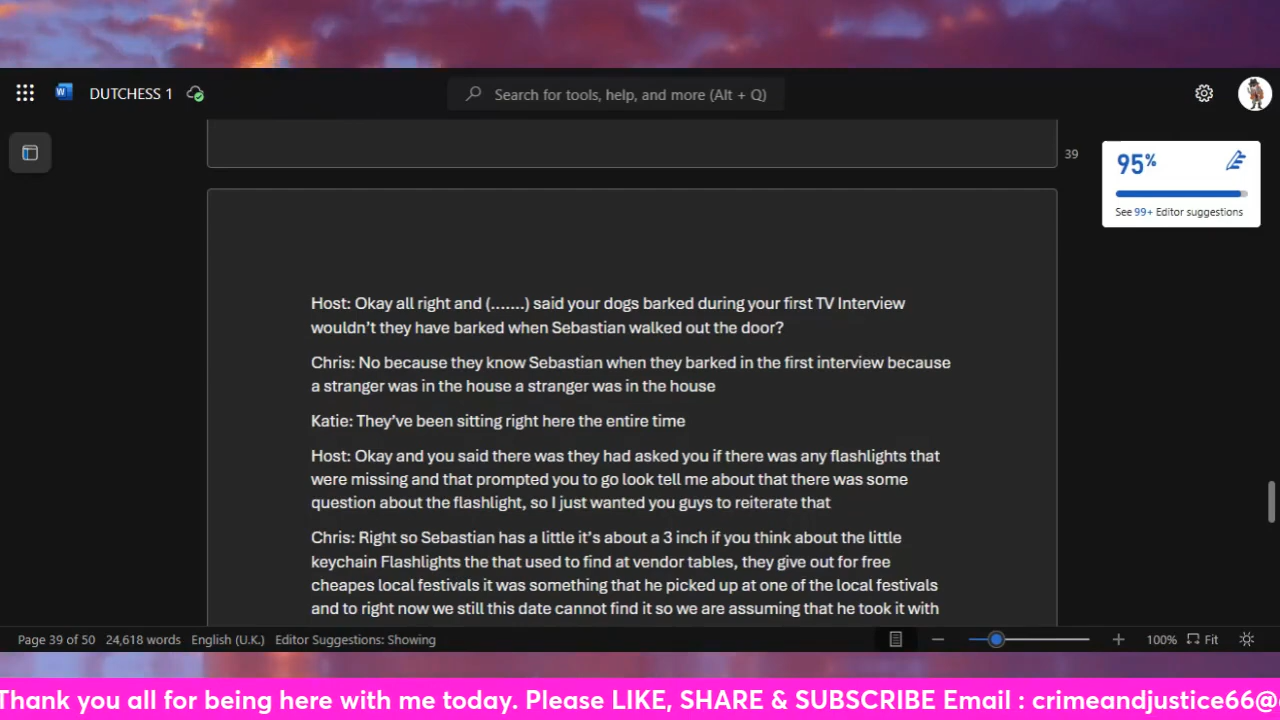 DUTCHESS 1
Search for tools, help, and more (Alt + Q)
39
95%
See 99+ Editor suggestions
Host: Okay all right and (.......) said your dogs barked during your first TV Interview
wouldn't they have barked when Sebastian walked out the door?
Chris: No because they know Sebastian when they barked in the first interview because
a stranger was in the house a stranger was in the house
Katie: They've been sitting right here the entire time
Host: Okay and you said there was they had asked you if there was any flashlights that
were missing and that prompted you to go look tell me about that there was some
question about the flashlight, so I just wanted you guys to reiterate that
Chris: Right so Sebastian has a little it's about a 3 inch if you think about the little
keychain Flashlights the that used to find at vendor tables, they give out for free
cheapes local festivals it was something that he picked up at one of the local festivals
and to right now we still this date cannot find it so we are assuming that he took it with
Page 39 of 50 24,618 words English (U.K.) Editor Suggestions: Showing
100% Fit
Thank you all for being here with me today. Please LIKE, SHARE & SUBSCRIBE Email : crimeandjustice66@